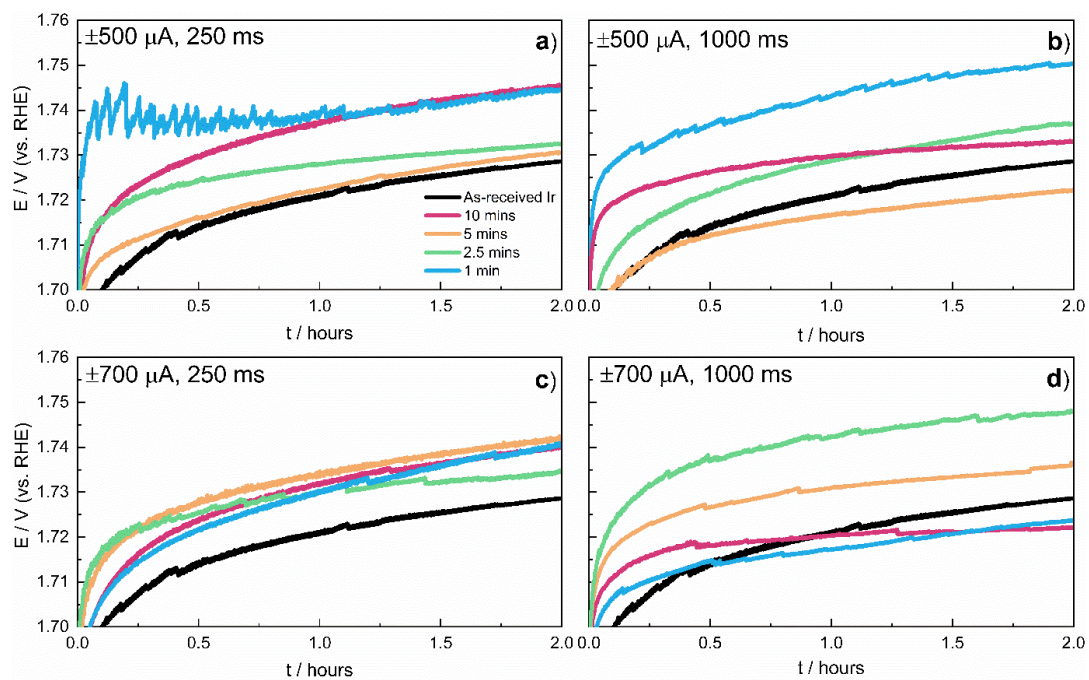 ±500 µA, 250 ms
a)
1.76
1.75
1.74
1.73
1.72
1.71
1.70
E / V (vs. RHE)
As-received Ir
10 mins
5 mins
2.5 mins
1 min
0.0
0.5
1.0
1.5
2.0
t / hours
±500 µA, 1000 ms
b)
0.0
0.5
1.0
1.5
2.0
t / hours
±700 µA, 250 ms
c)
1.76
1.75
1.74
1.73
1.72
1.71
1.70
E / V (vs. RHE)
0.0
0.5
1.0
1.5
2.0
t / hours
±700 µA, 1000 ms
d)
0.0
0.5
1.0
1.5
2.0
t / hours